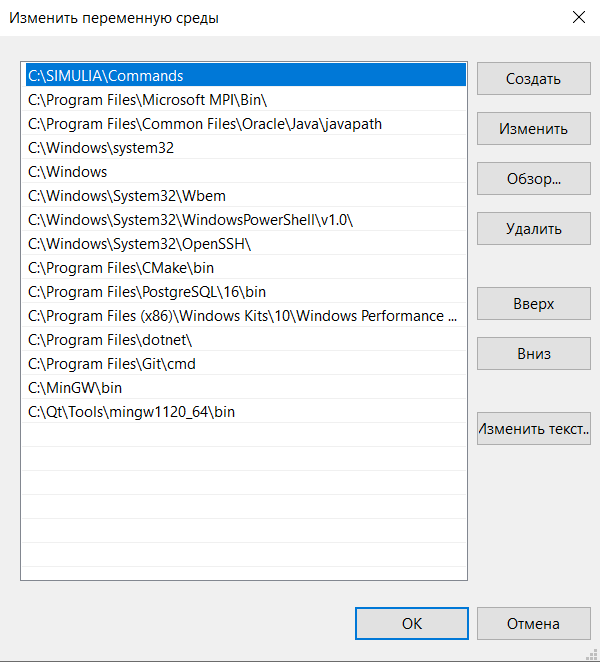 Изменить переменную среды
C:\SIMULIA\Commands
C:\Program Files\Microsoft MPI\Bin\
C:\Program Files\Common Files\Oracle\Java\javapath
C:\Windows\system32
C:\Windows
C:\Windows\System32\Wbem
C:\Windows\System32\WindowsPowerShell\v1.0\
C:\Windows\System32\OpenSSH\
C:\Program Files\CMake\bin
C:\Program Files\PostgreSQL\16\bin
C:\Program Files (x86)\Windows Kits\10\Windows Performance ...
C:\Program Files\dotnet\
C:\Program Files\Git\cmd
C:\MinGW\bin
C:\Qt\Tools\mingw1120_64\bin
Создать
Изменить
Обзор...
Удалить
Вверх
Вниз
Изменить текст..
ОК
Отмена